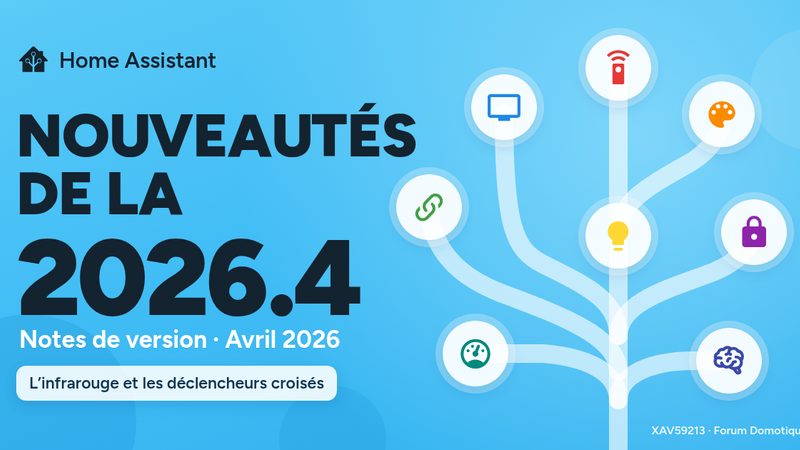 Home Assistant
NOUVEAUTÉS
DE LA
2026.4
Notes de version · Avril 2026
L’infrarouge et les déclencheurs croisés
XAV59213 · Forum Domotiqu